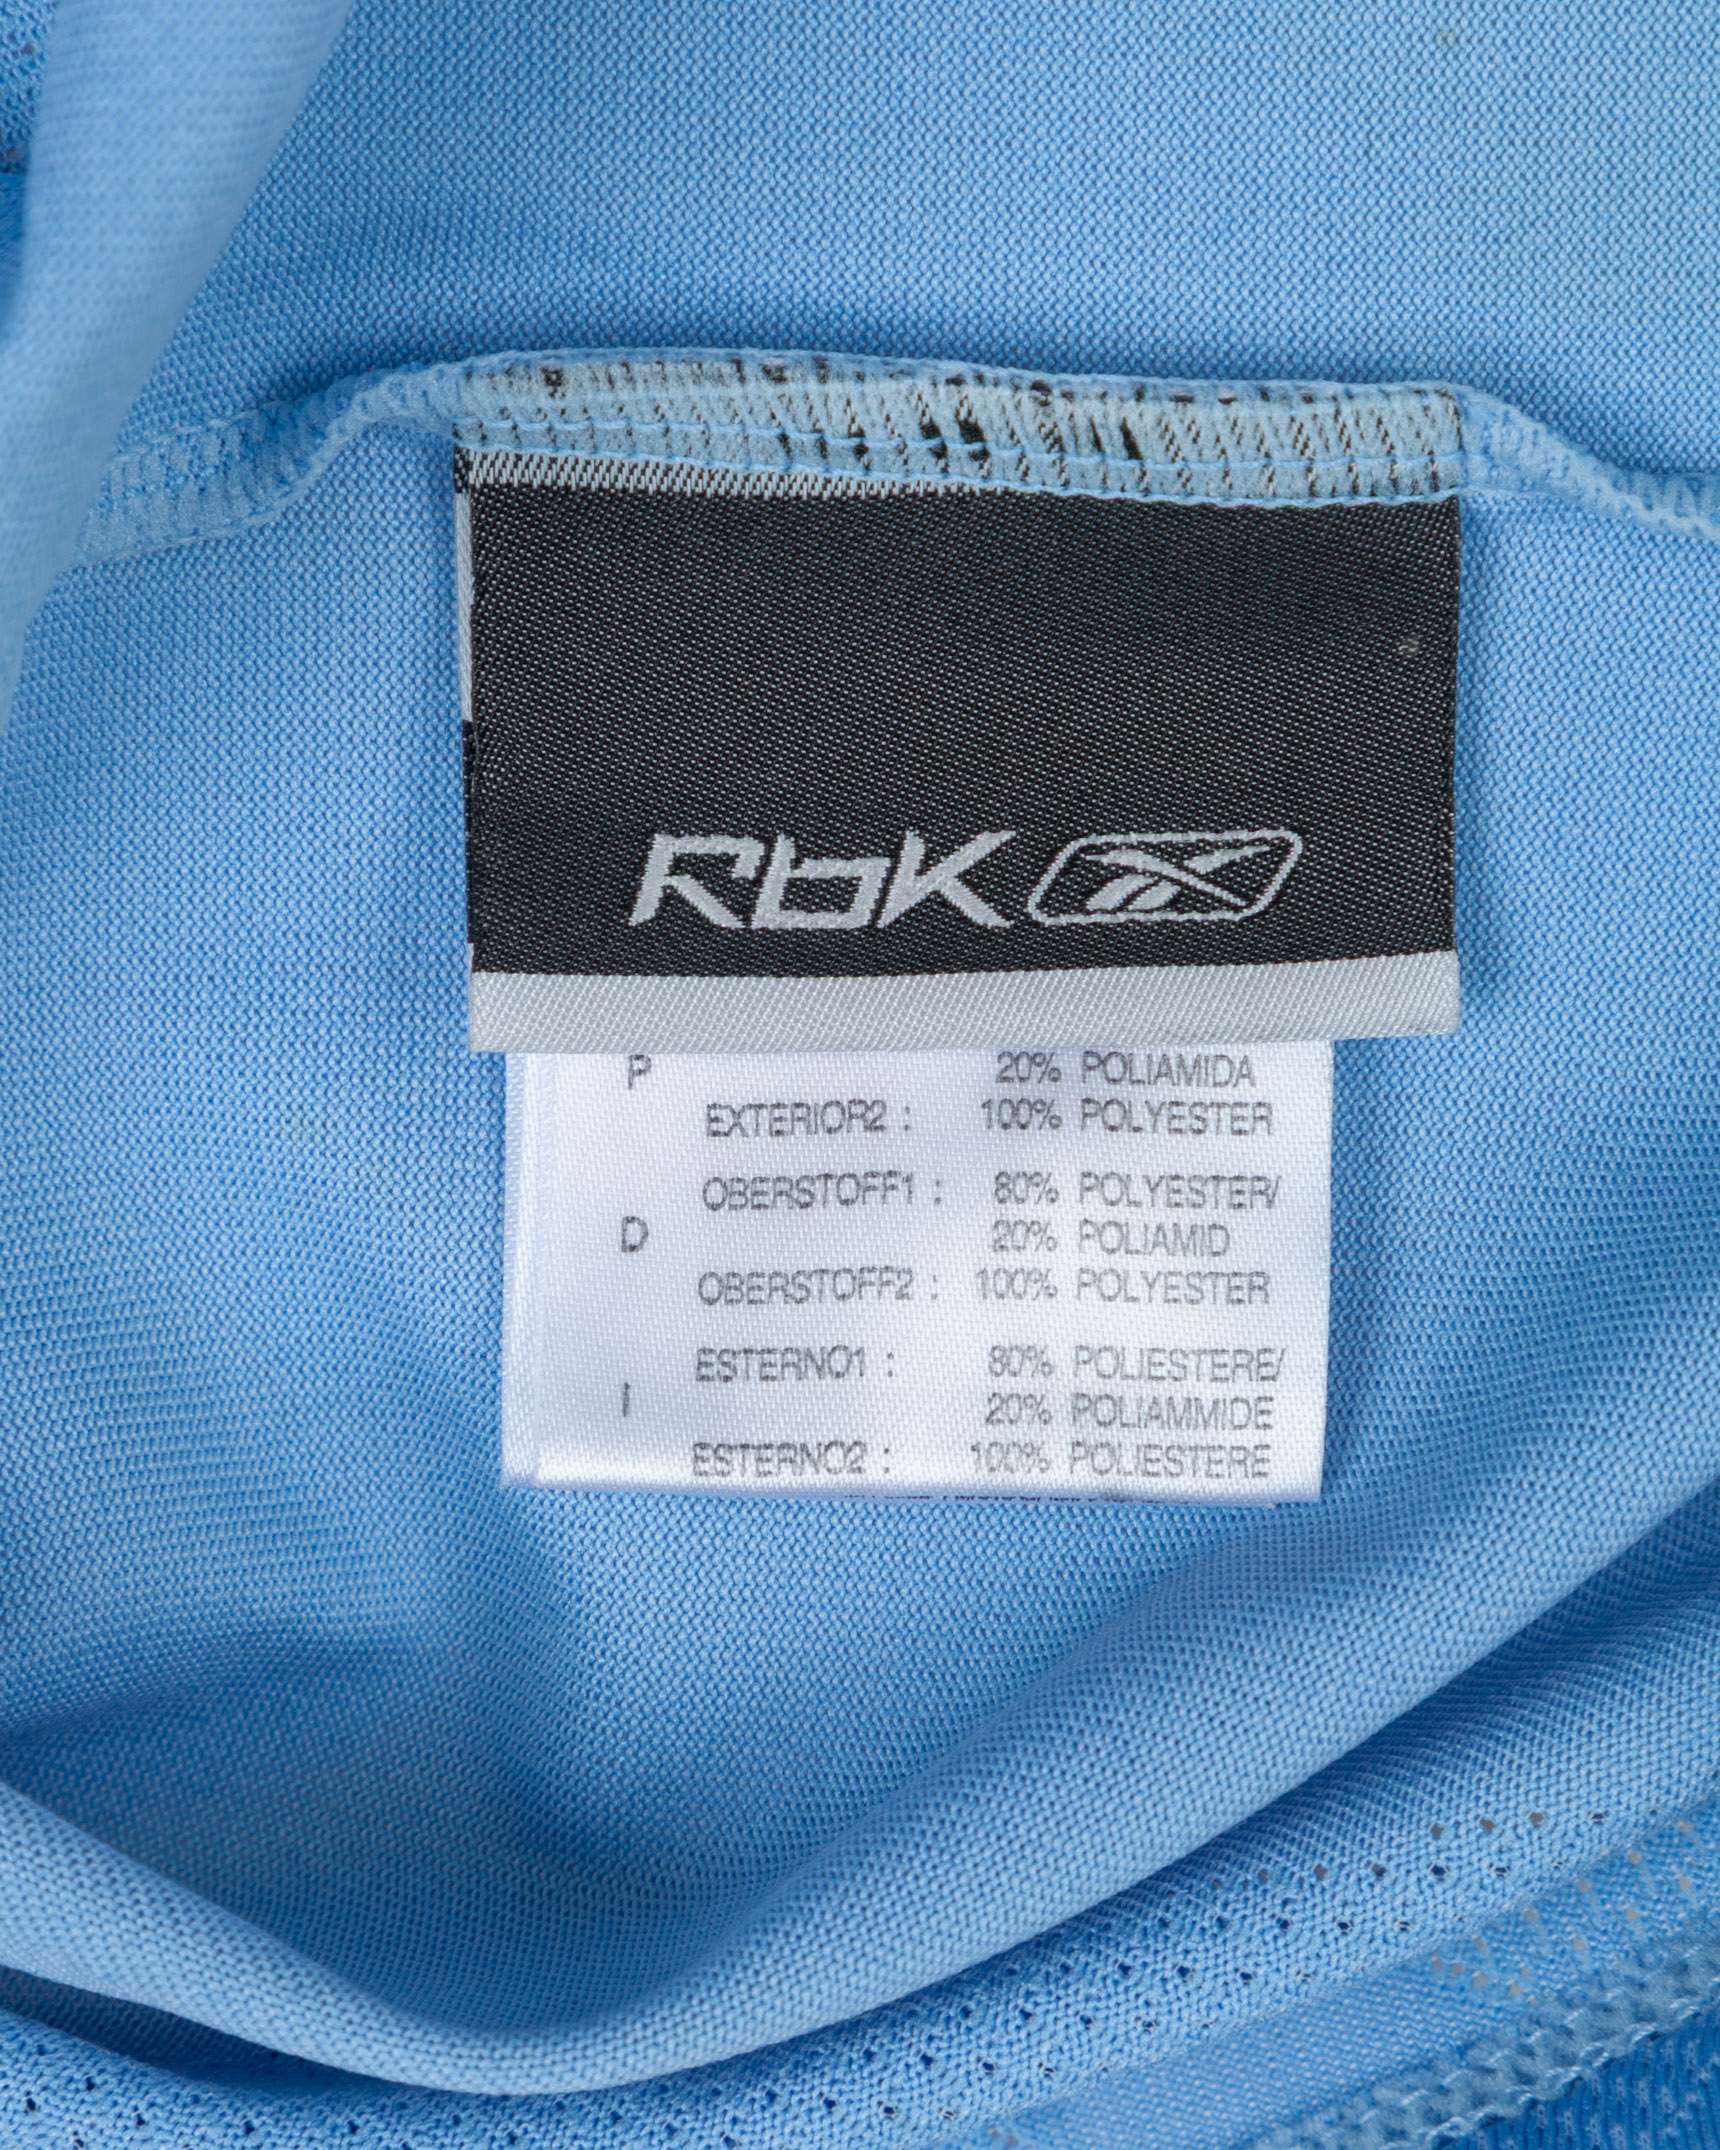 RbK
P 20% POLIAMIDA
EXTERIOR2 : 100% POLYESTER
OBERSTOFF1 : 80% POLYESTER/
D 20% POLIAMID
OBERSTOFF2 : 100% POLYESTER
ESTERNO1 : 80% POLIESTERE/
I 20% POLIAMMIDE
ESTERNO2 : 100% POLIESTERE